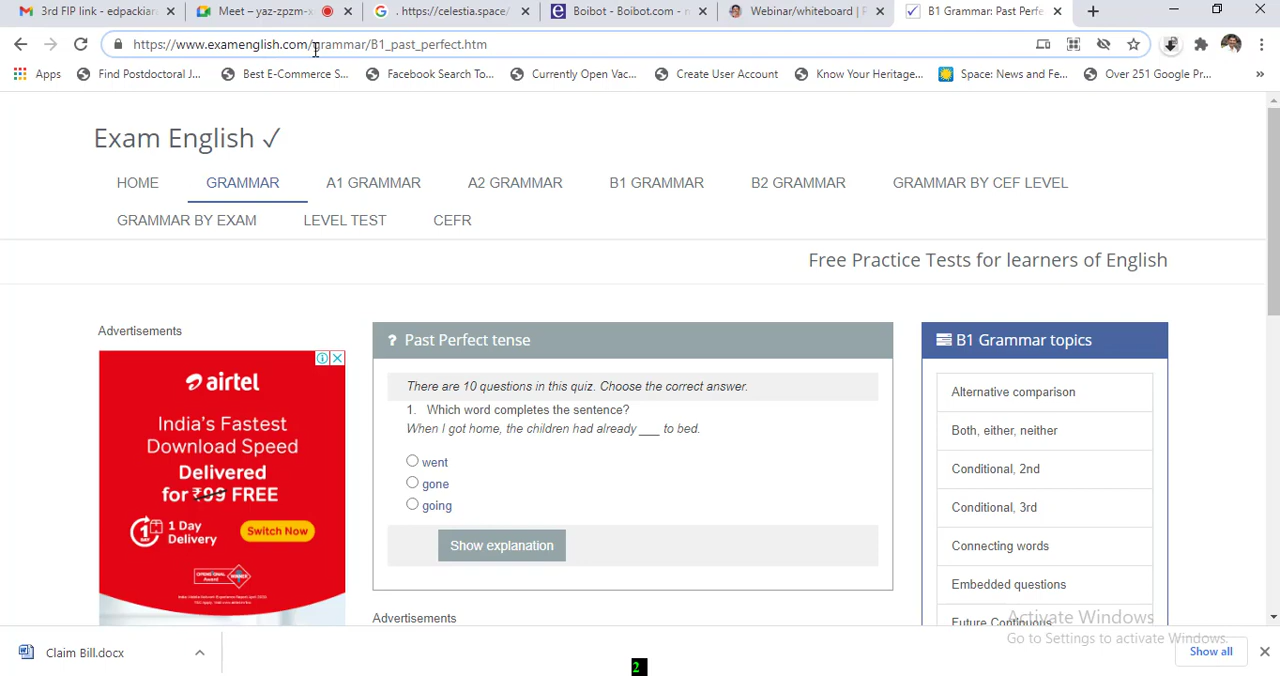 3rd FIP link - edpackiara
Meet – yaz-zpzm-x
. https://celestia.space/
Boibot - Boibot.com - m
Webinar/whiteboard | P
B1 Grammar: Past Perfe
https://www.examenglish.com/grammar/B1_past_perfect.htm
Apps
Find Postdoctoral J...
Best E-Commerce S...
Facebook Search To...
Currently Open Vac...
Create User Account
Know Your Heritage...
Space: News and Fe...
Over 251 Google Pr...
»
Exam English ✓
HOME GRAMMAR A1 GRAMMAR A2 GRAMMAR B1 GRAMMAR B2 GRAMMAR GRAMMAR BY CEF LEVEL
GRAMMAR BY EXAM LEVEL TEST CEFR
Free Practice Tests for learners of English
Advertisements
airtel
India's Fastest
Download Speed
Delivered
for ₹99 FREE
1 Day
Delivery
Switch Now
? Past Perfect tense
There are 10 questions in this quiz. Choose the correct answer.
1. Which word completes the sentence?
When I got home, the children had already ___ to bed.
went
gone
going
Show explanation
Advertisements
B1 Grammar topics
Alternative comparison
Both, either, neither
Conditional, 2nd
Conditional, 3rd
Connecting words
Embedded questions
Future Continuous
Activate Windows
Go to Settings to activate Windows.
Claim Bill.docx
Show all
2